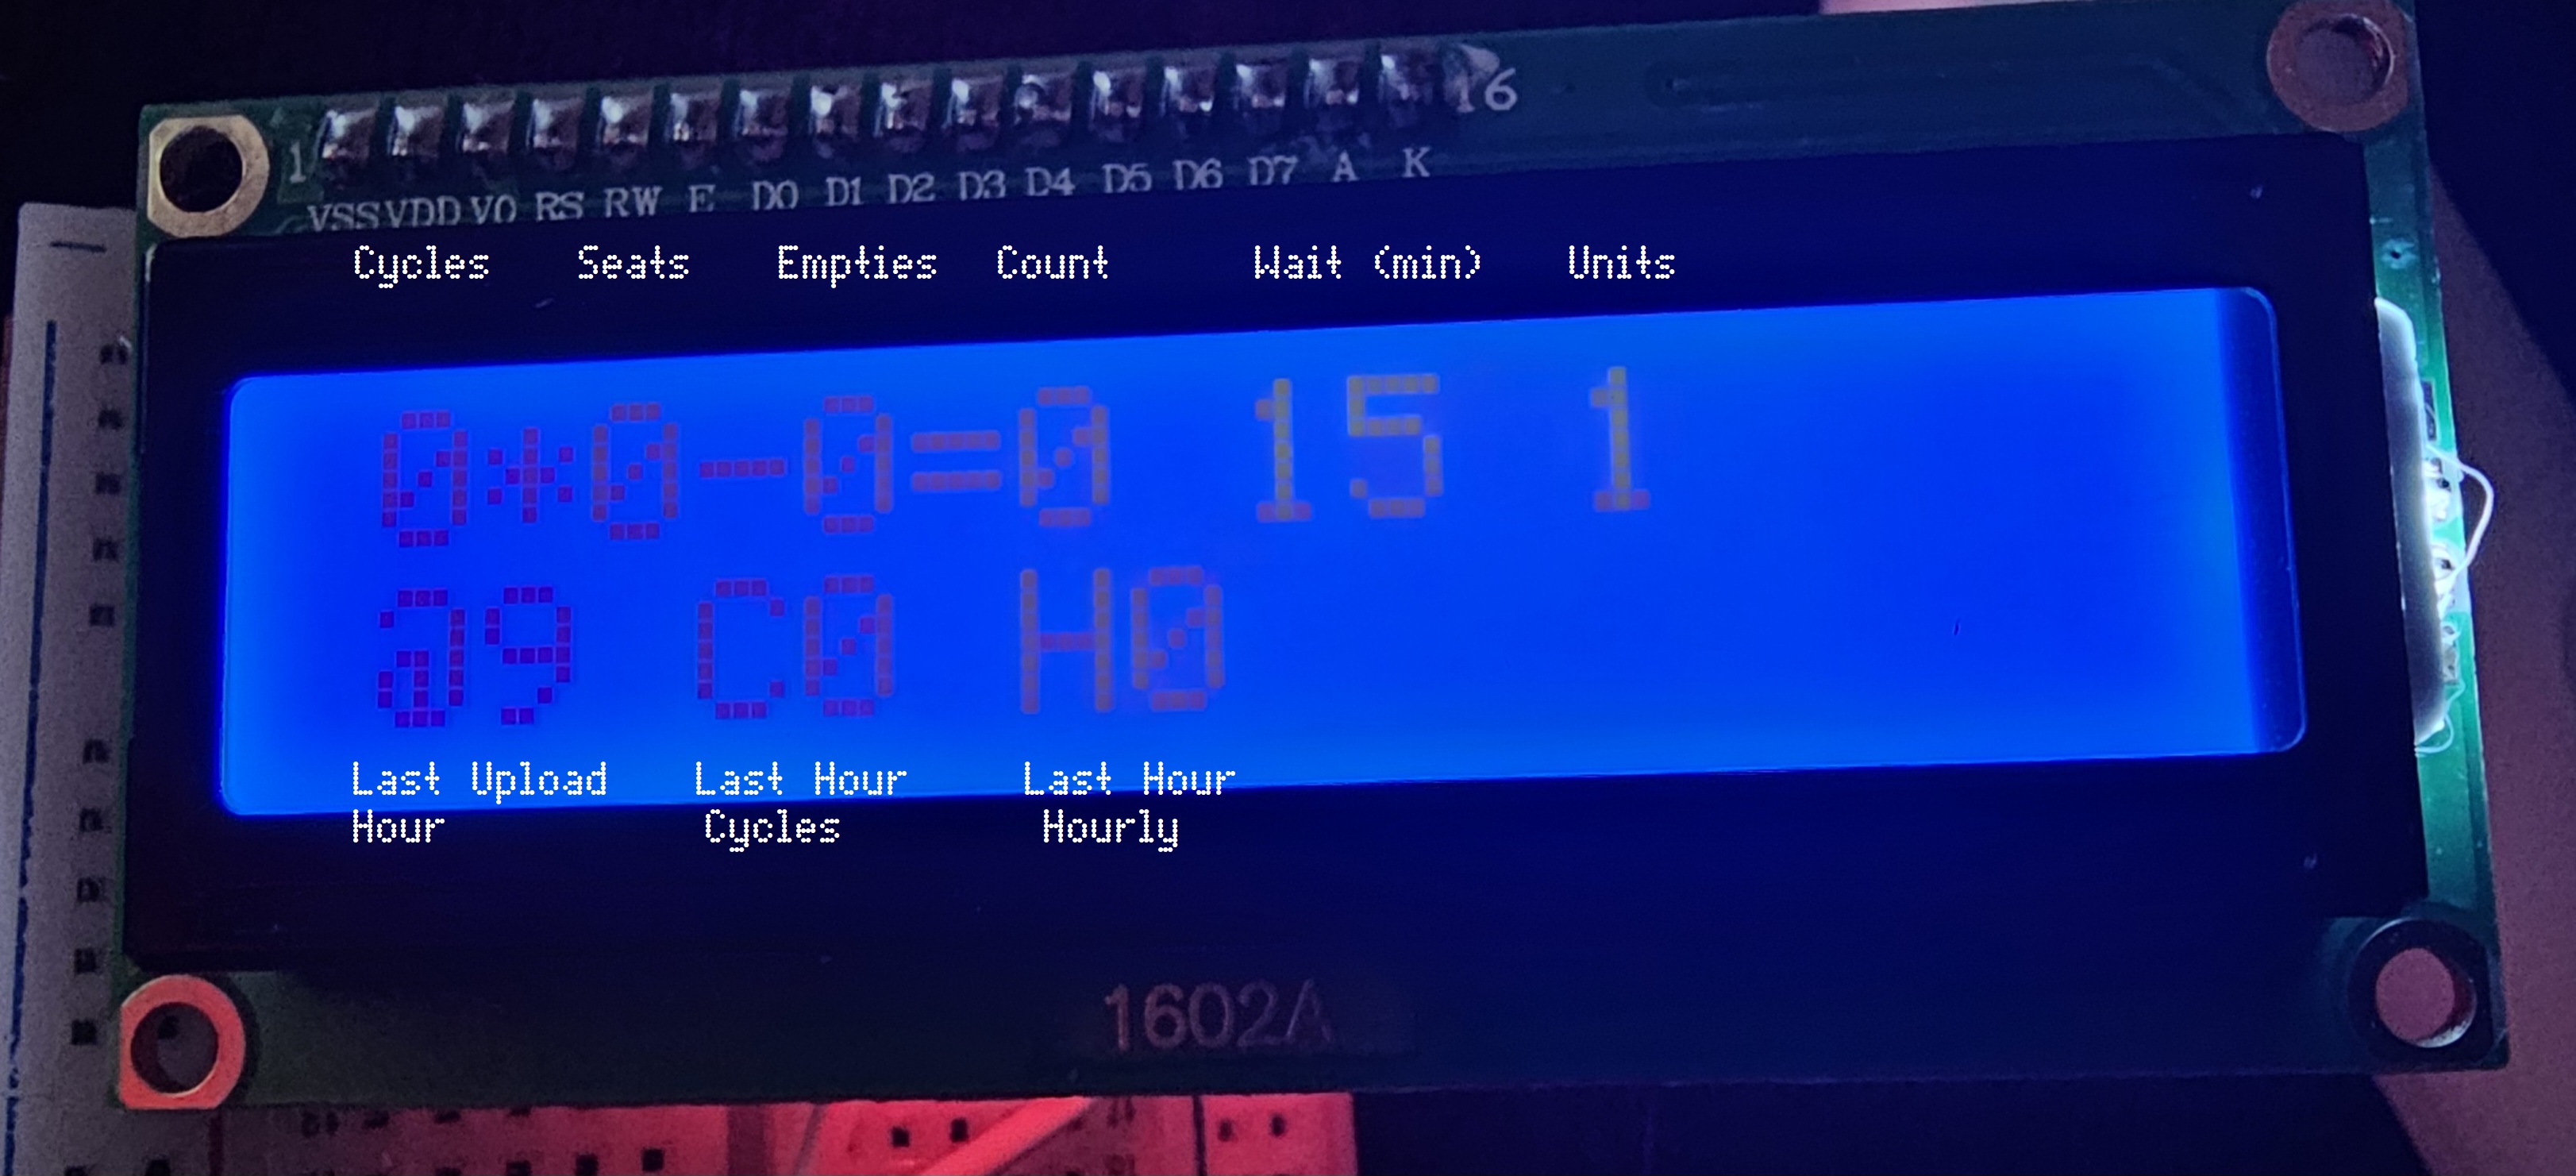 1 16
VSS VDD V0 RS RW E D0 D1 D2 D3 D4 D5 D6 D7 A K
Cycles Seats Empties Count Wait (min) Units
0*0-0=0 15 1
a9 C0 H0
Last Upload Last Hour Last Hour
Hour Cycles Hourly
1602A